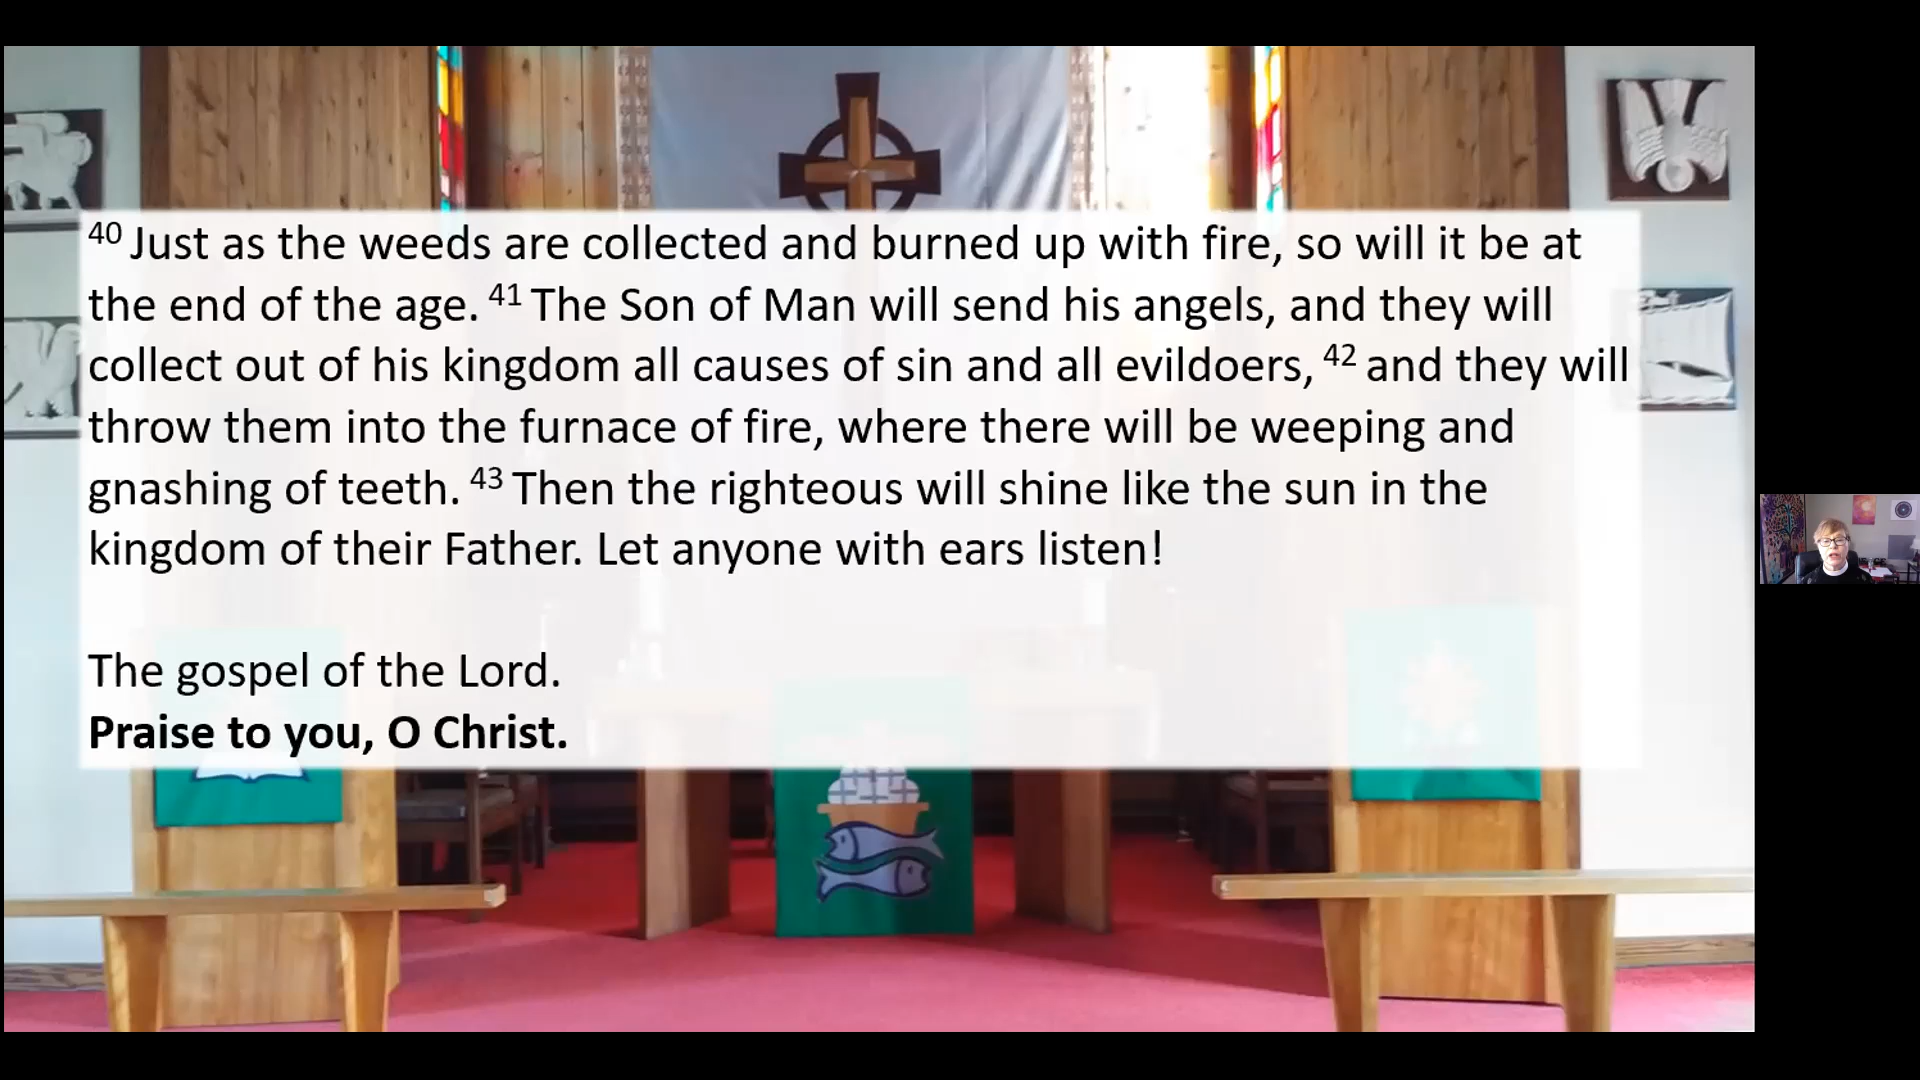 40 Just as the weeds are collected and burned up with fire, so will it be at
the end of the age. 41 The Son of Man will send his angels, and they will
collect out of his kingdom all causes of sin and all evildoers, 42 and they will
throw them into the furnace of fire, where there will be weeping and
gnashing of teeth. 43 Then the righteous will shine like the sun in the
kingdom of their Father. Let anyone with ears listen!
The gospel of the Lord.
Praise to you, O Christ.